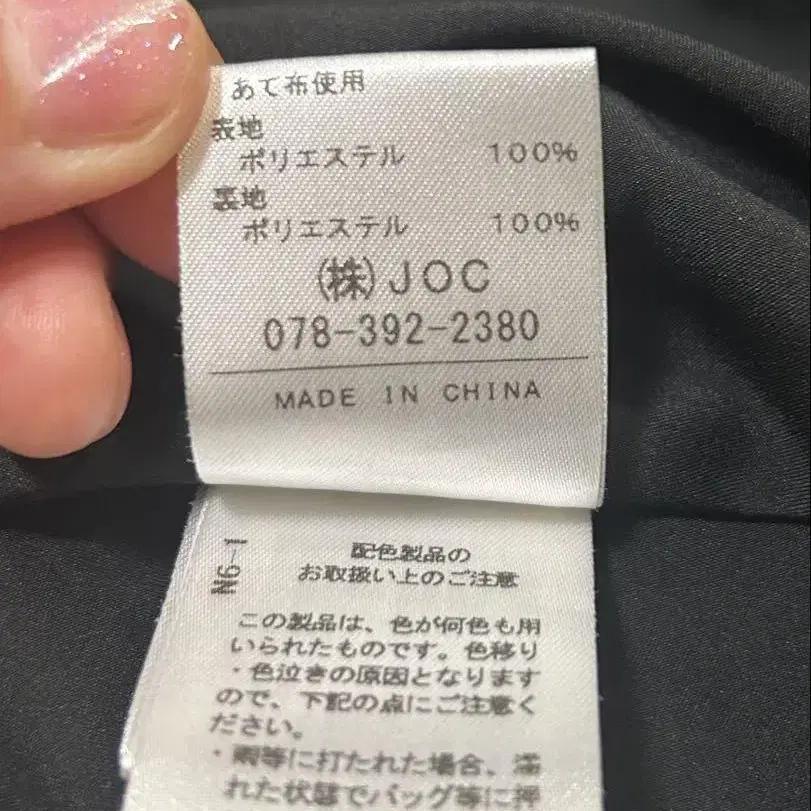 あて布使用
表地
ポリエステル 100%
裏地
ポリエステル 100%
(株)JOC
078-392-2380
MADE IN CHINA
N6-1
配色製品の
お取扱い上のご注意
この製品は、色が何色も用
いられたものです。色移り
・色泣きの原因となります
ので、下記の点にご注意く
ださい。
・雨等に打たれた場合、濡
れた状態でバッグ等に押